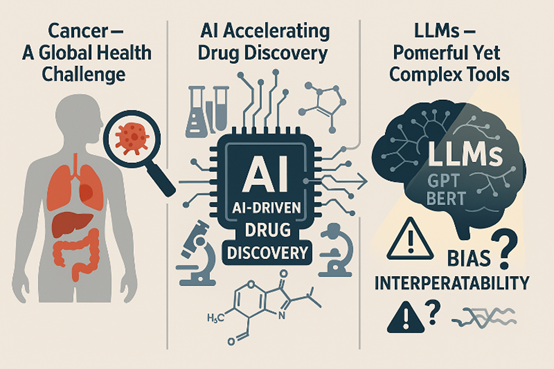 Cancer—
A Global Health
Challenge
AI Accelerating
Drug Discovery
AI
AI-DRIVEN
DRUG
DISCOVERY
O
O
N
H₃C
O
LLMs —
Pomerful Yet
Complex Tools
LLMs
GPT
BERT
BIAS ?
INTERPERATABILITY
?